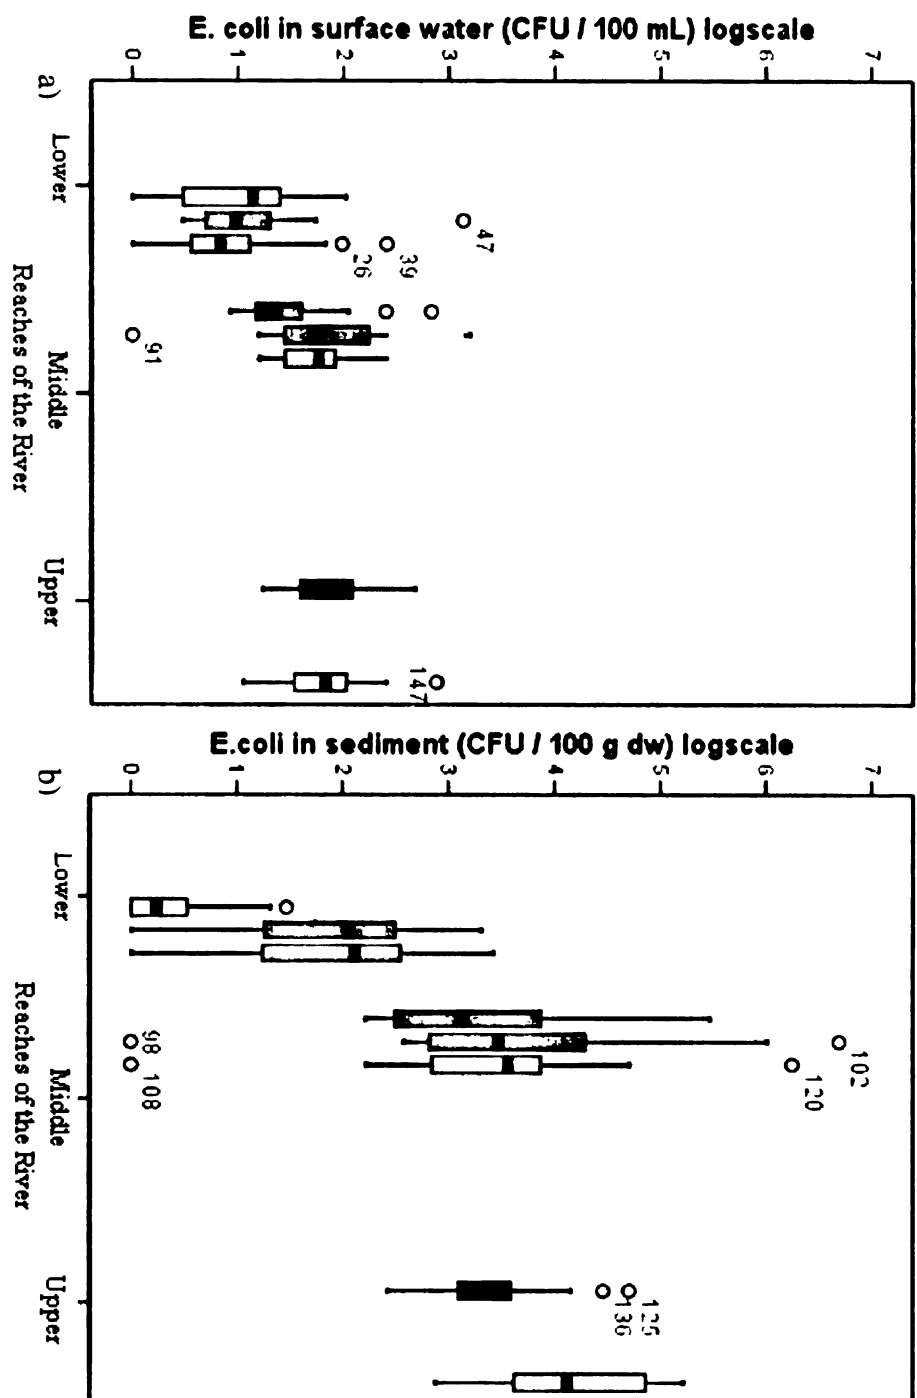 E. coli in surface water (CFU / 100 mL) logscale
0 1 2 3 4 5 6 7
47
39
26
91
147
Lower Middle Upper
Reaches of the River
a)
E.coli in sediment (CFU / 100 g dw) logscale
0 1 2 3 4 5 6 7
98
108
102
120
136
Lower Middle Upper
Reaches of the River
b)